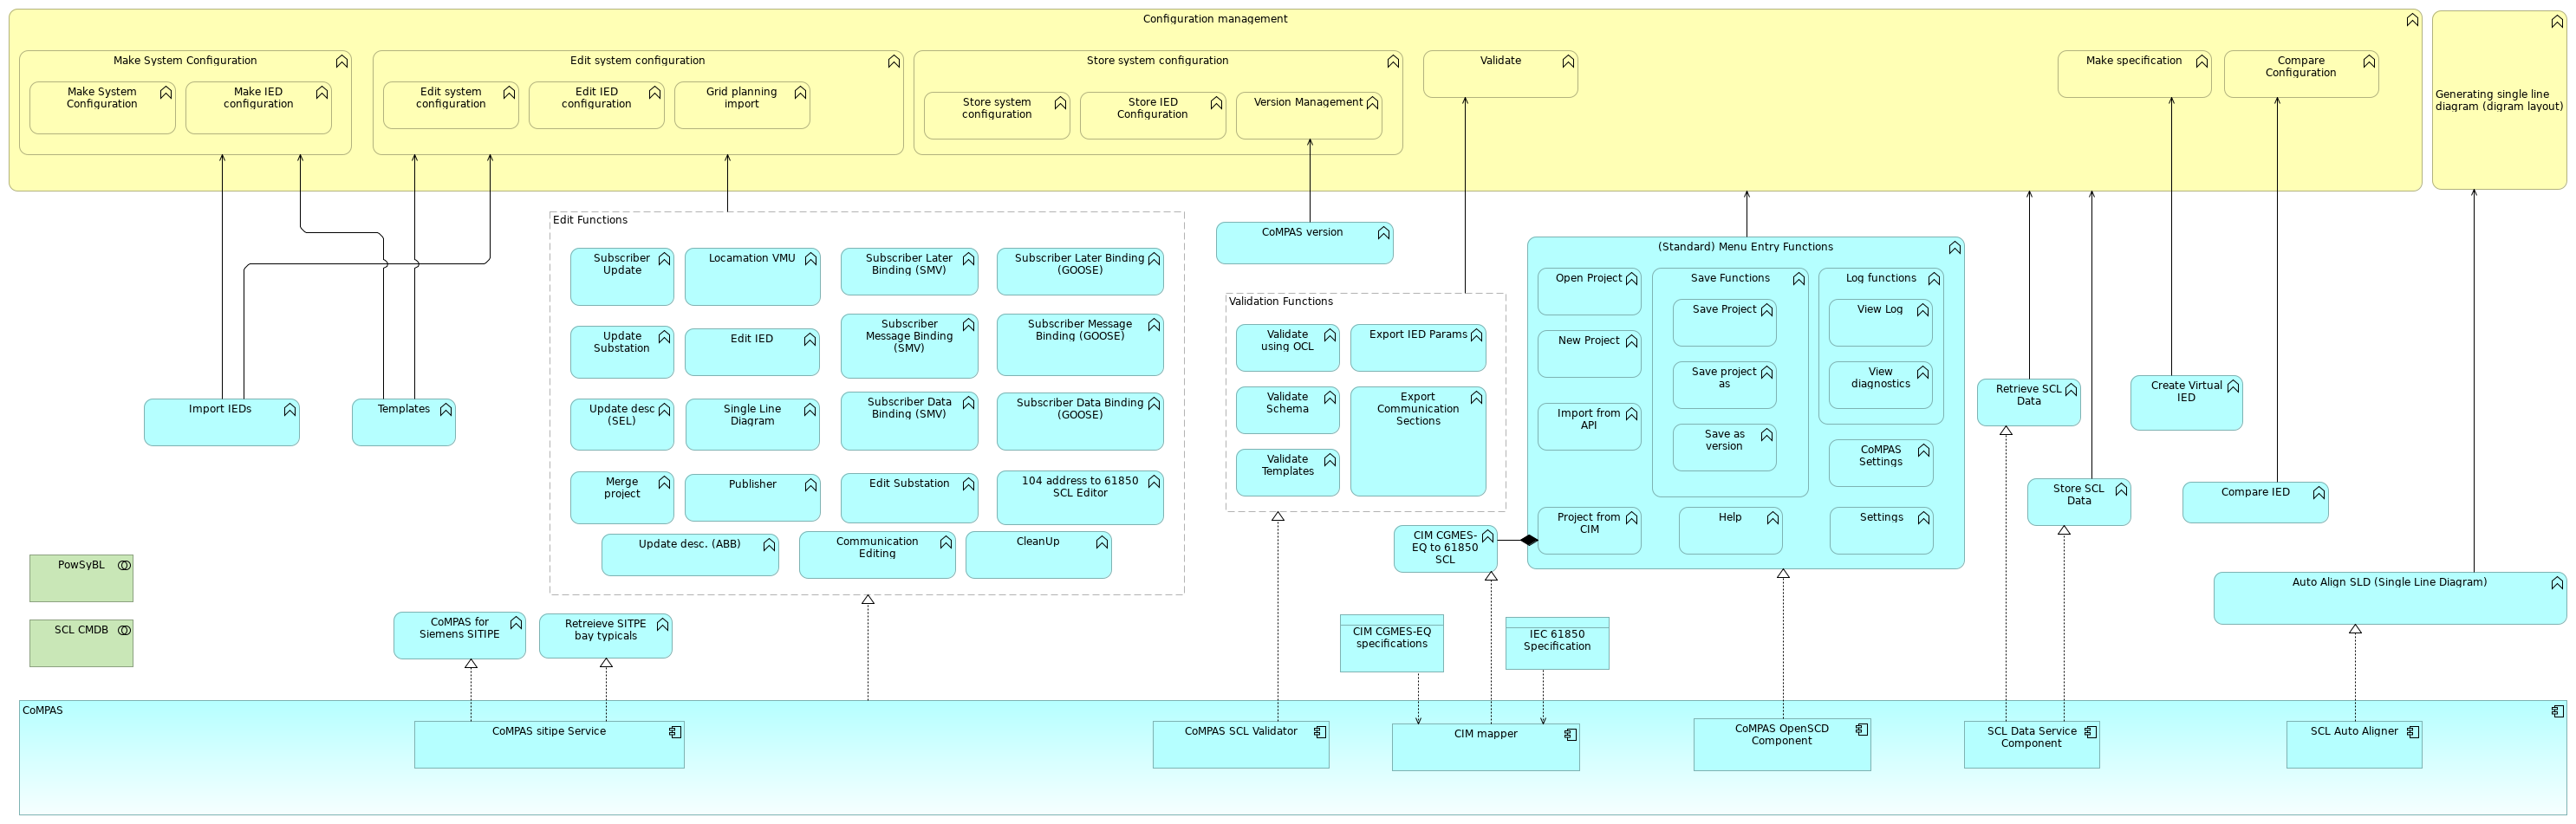 Configuration management
Make System Configuration
Make System
Configuration
Make IED
configuration
Edit system configuration
Edit system
configuration
Edit IED
configuration
Grid planning
import
Store system configuration
Store system
configuration
Store IED
Configuration
Version Management
Validate
Make specification
Compare
Configuration
Generating single line
diagram (digram layout)
Edit Functions
Subscriber
Update
Locamation VMU
Subscriber Later
Binding (SMV)
Subscriber Later Binding
(GOOSE)
Update
Substation
Edit IED
Subscriber
Message Binding
(SMV)
Subscriber Message
Binding (GOOSE)
Update desc
(SEL)
Single Line
Diagram
Subscriber Data
Binding (SMV)
Subscriber Data Binding
(GOOSE)
Merge
project
Publisher
Edit Substation
104 address to 61850
SCL Editor
Update desc. (ABB)
Communication
Editing
CleanUp
Import IEDs
Templates
CoMPAS version
Validation Functions
Validate
using OCL
Export IED Params
Validate
Schema
Export
Communication
Sections
Validate
Templates
(Standard) Menu Entry Functions
Open Project
New Project
Import from
API
Project from
CIM
Save Functions
Save Project
Save project
as
Save as
version
Help
Log functions
View Log
View
diagnostics
CoMPAS
Settings
Settings
CIM CGMES-
EQ to 61850
SCL
Retrieve SCL
Data
Store SCL
Data
Create Virtual
IED
Compare IED
Auto Align SLD (Single Line Diagram)
PowSyBL
SCL CMDB
CoMPAS for
Siemens SITIPE
Retreieve SITPE
bay typicals
CIM CGMES-EQ
specifications
IEC 61850
Specification
CoMPAS
CoMPAS sitipe Service
CoMPAS SCL Validator
CIM mapper
CoMPAS OpenSCD
Component
SCL Data Service
Component
SCL Auto Aligner